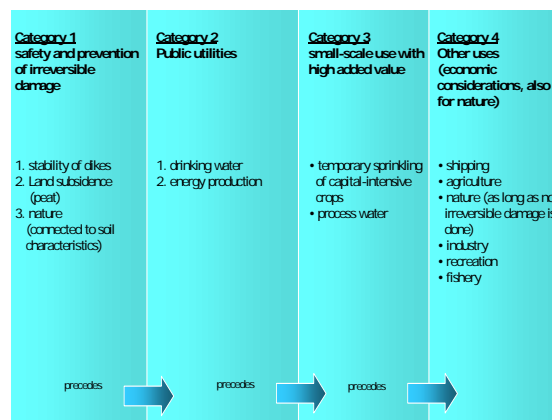 Category 1
safety and prevention
of irreversible
damage
1. stability of dikes
2. Land subsidence
(peat)
3. nature
(connected to soil
characteristics)
precedes
Category 2
Public utilities
1. drinking water
2. energy production
precedes
Category 3
small-scale use with
high added value
• temporary sprinkling
of capital-intensive
crops
• process water
precedes
Category 4
Other uses
(economic
considerations, also
for nature)
• shipping
• agriculture
• nature (as long as no
irreversible damage is
done)
• industry
• recreation
• fishery